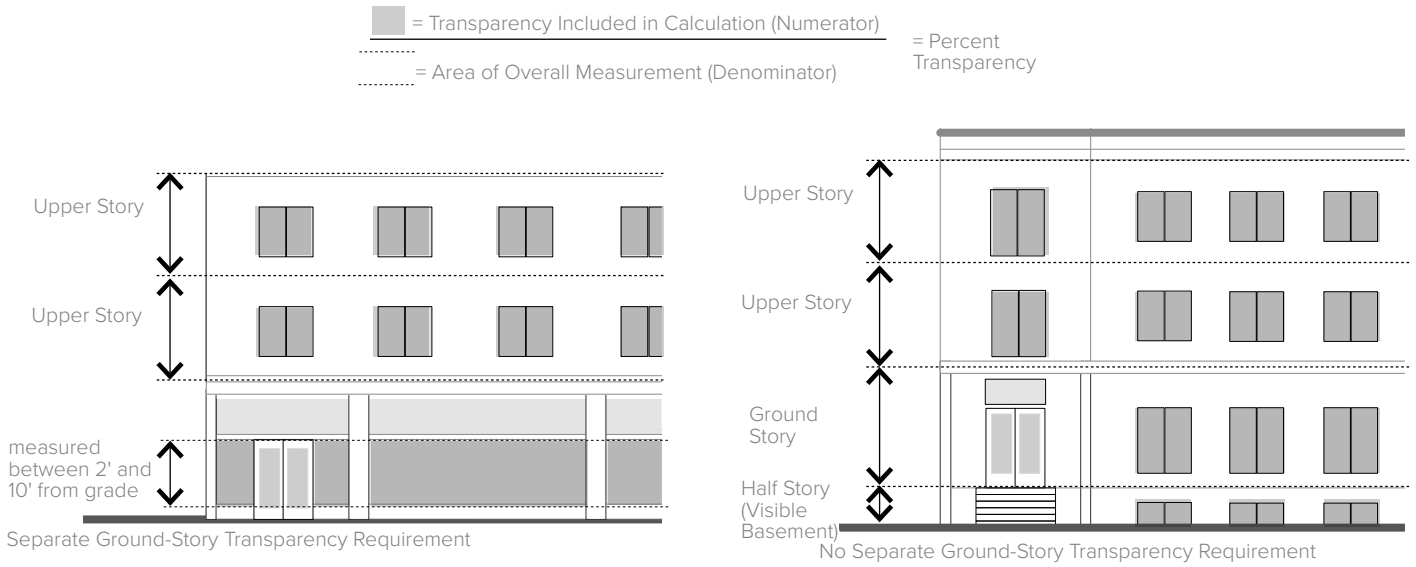 = Transparency Included in Calculation (Numerator)
= Area of Overall Measurement (Denominator)
= Percent
Transparency
Upper Story
Upper Story
measured
between 2' and
10' from grade
Separate Ground-Story Transparency Requirement
Upper Story
Upper Story
Ground
Story
Half Story
(Visible
Basement)
No Separate Ground-Story Transparency Requirement